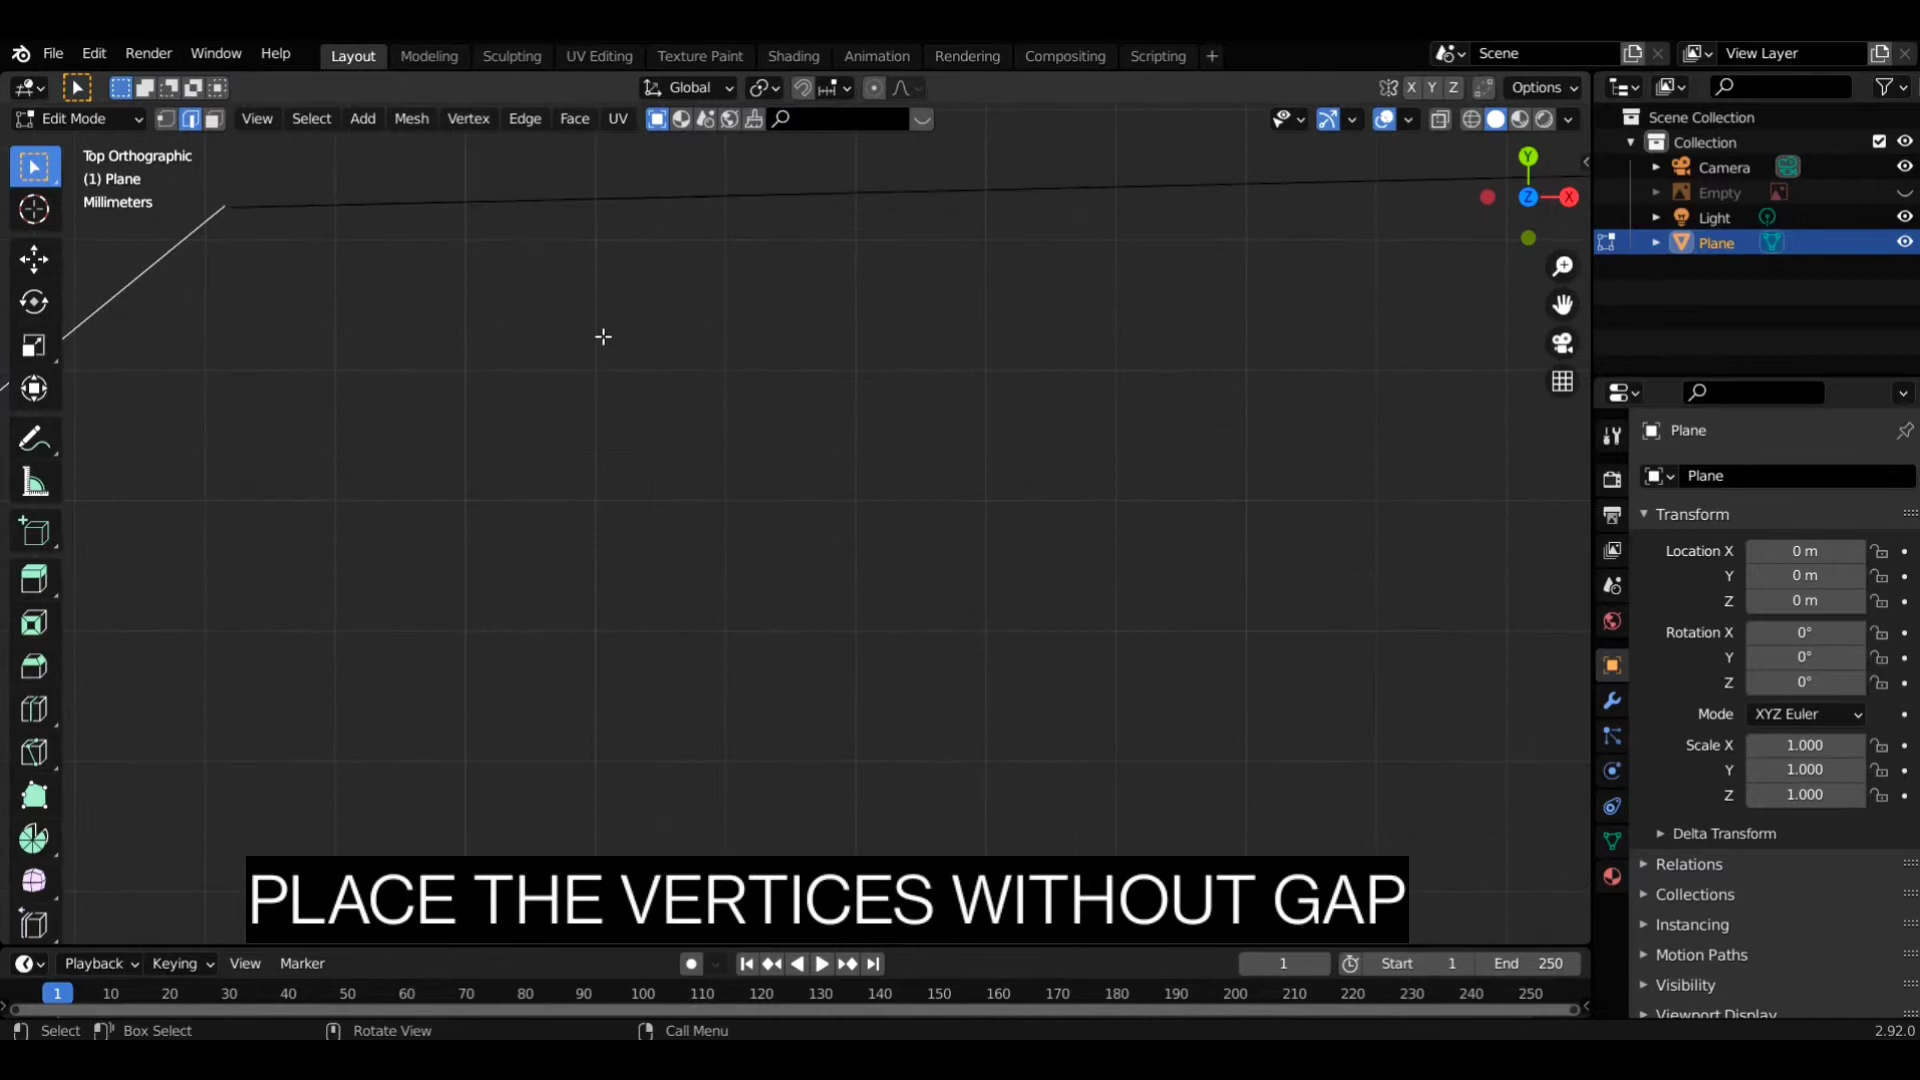 File Edit Render Window Help Layout Modeling Sculpting UV Editing Texture Paint Shading Animation Rendering Compositing Scripting + Scene View Layer
Global X Y Z Options
Edit Mode View Select Add Mesh Vertex Edge Face UV
Top Orthographic
(1) Plane
Millimeters
Y
Z
X
Scene Collection
Collection
Camera
Empty
Light
Plane
Plane
Plane
Transform
Location X 0 m
Y 0 m
Z 0 m
Rotation X 0°
Y 0°
Z 0°
Mode XYZ Euler
Scale X 1.000
Y 1.000
Z 1.000
Delta Transform
Relations
Collections
Instancing
Motion Paths
Visibility
Viewport Display
PLACE THE VERTICES WITHOUT GAP
Playback Keying View Marker 1 Start 1 End 250
1 10 20 30 40 50 60 70 80 90 100 110 120 130 140 150 160 170 180 190 200 210 220 230 240 250
Select Box Select Rotate View Call Menu 2.92.0